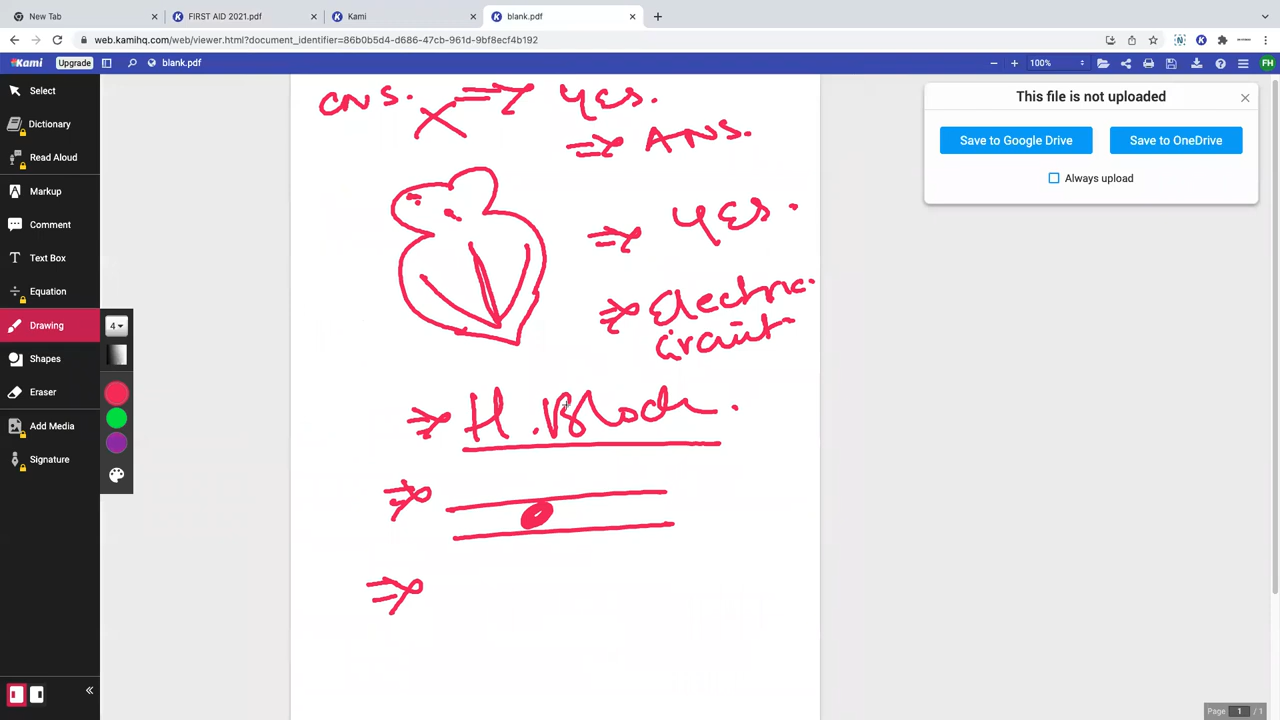 New Tab
FIRST AID 2021.pdf
Kami
blank.pdf
web.kamihq.com/web/viewer.html?document_identifier=86b0b5d4-d686-47cb-961d-9bf8ecf4b192
Kami Upgrade blank.pdf 100% FH
Select
Dictionary
Read Aloud
Markup
Comment
Text Box
Equation
Drawing
4
Shapes
Eraser
Add Media
Signature
CNS. => YES.
=> ANS.
=> YES.
=> Electric
circuit
=> H. Block.
=>
=>
This file is not uploaded
Save to Google Drive Save to OneDrive
Always upload
Page 1 / 1